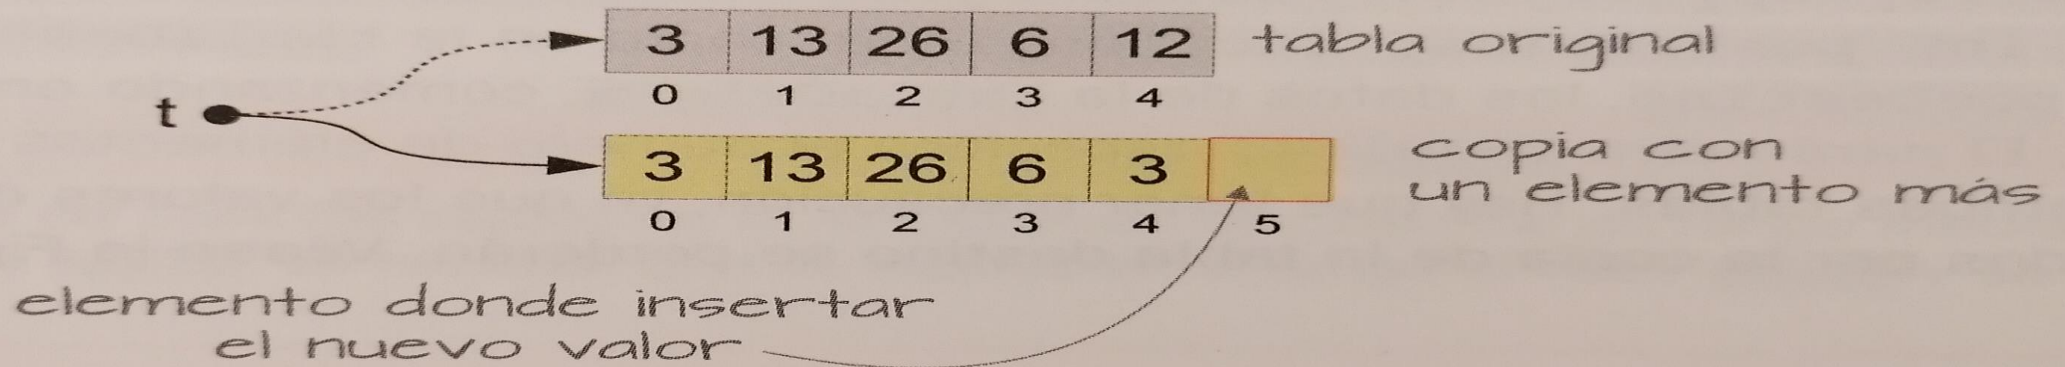 3 13 26 6 12 tabla original
0 1 2 3 4
t
3 13 26 6 3 copia con
un elemento más
0 1 2 3 4 5
elemento donde insertar
el nuevo valor